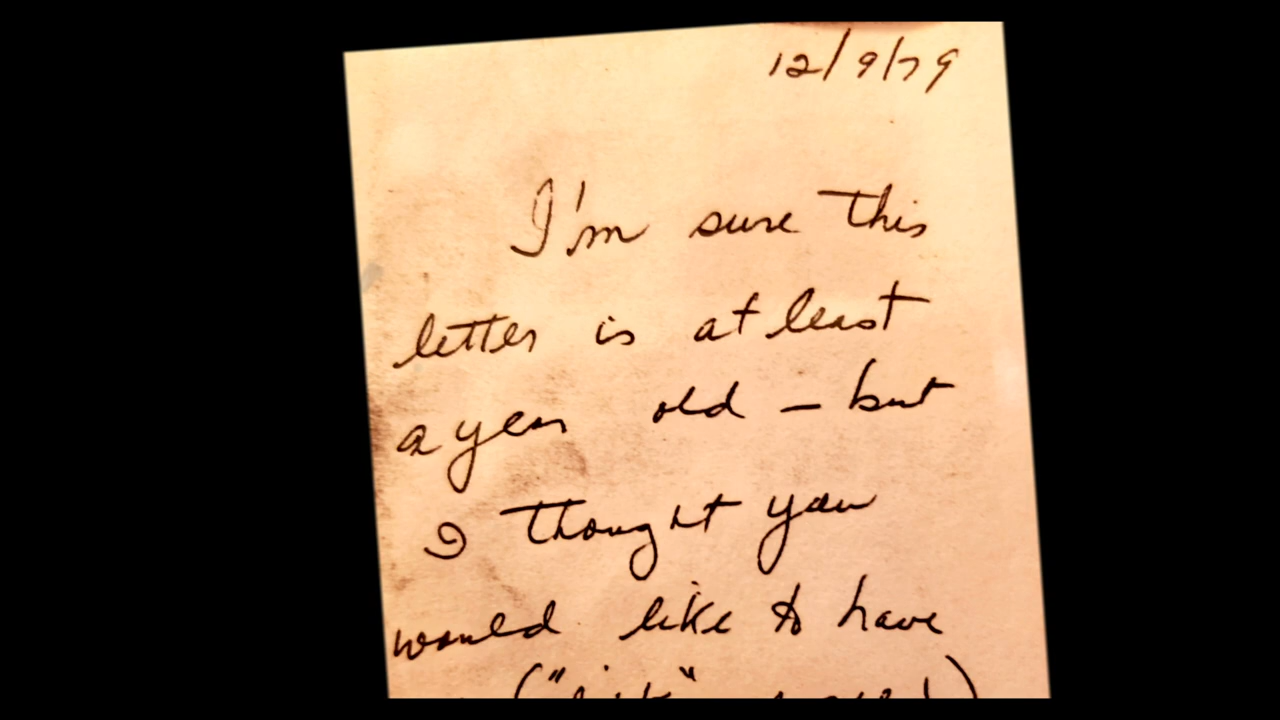 12/9/79
I'm sure this
letter is at least
a year old – but
I thought you
would like to have